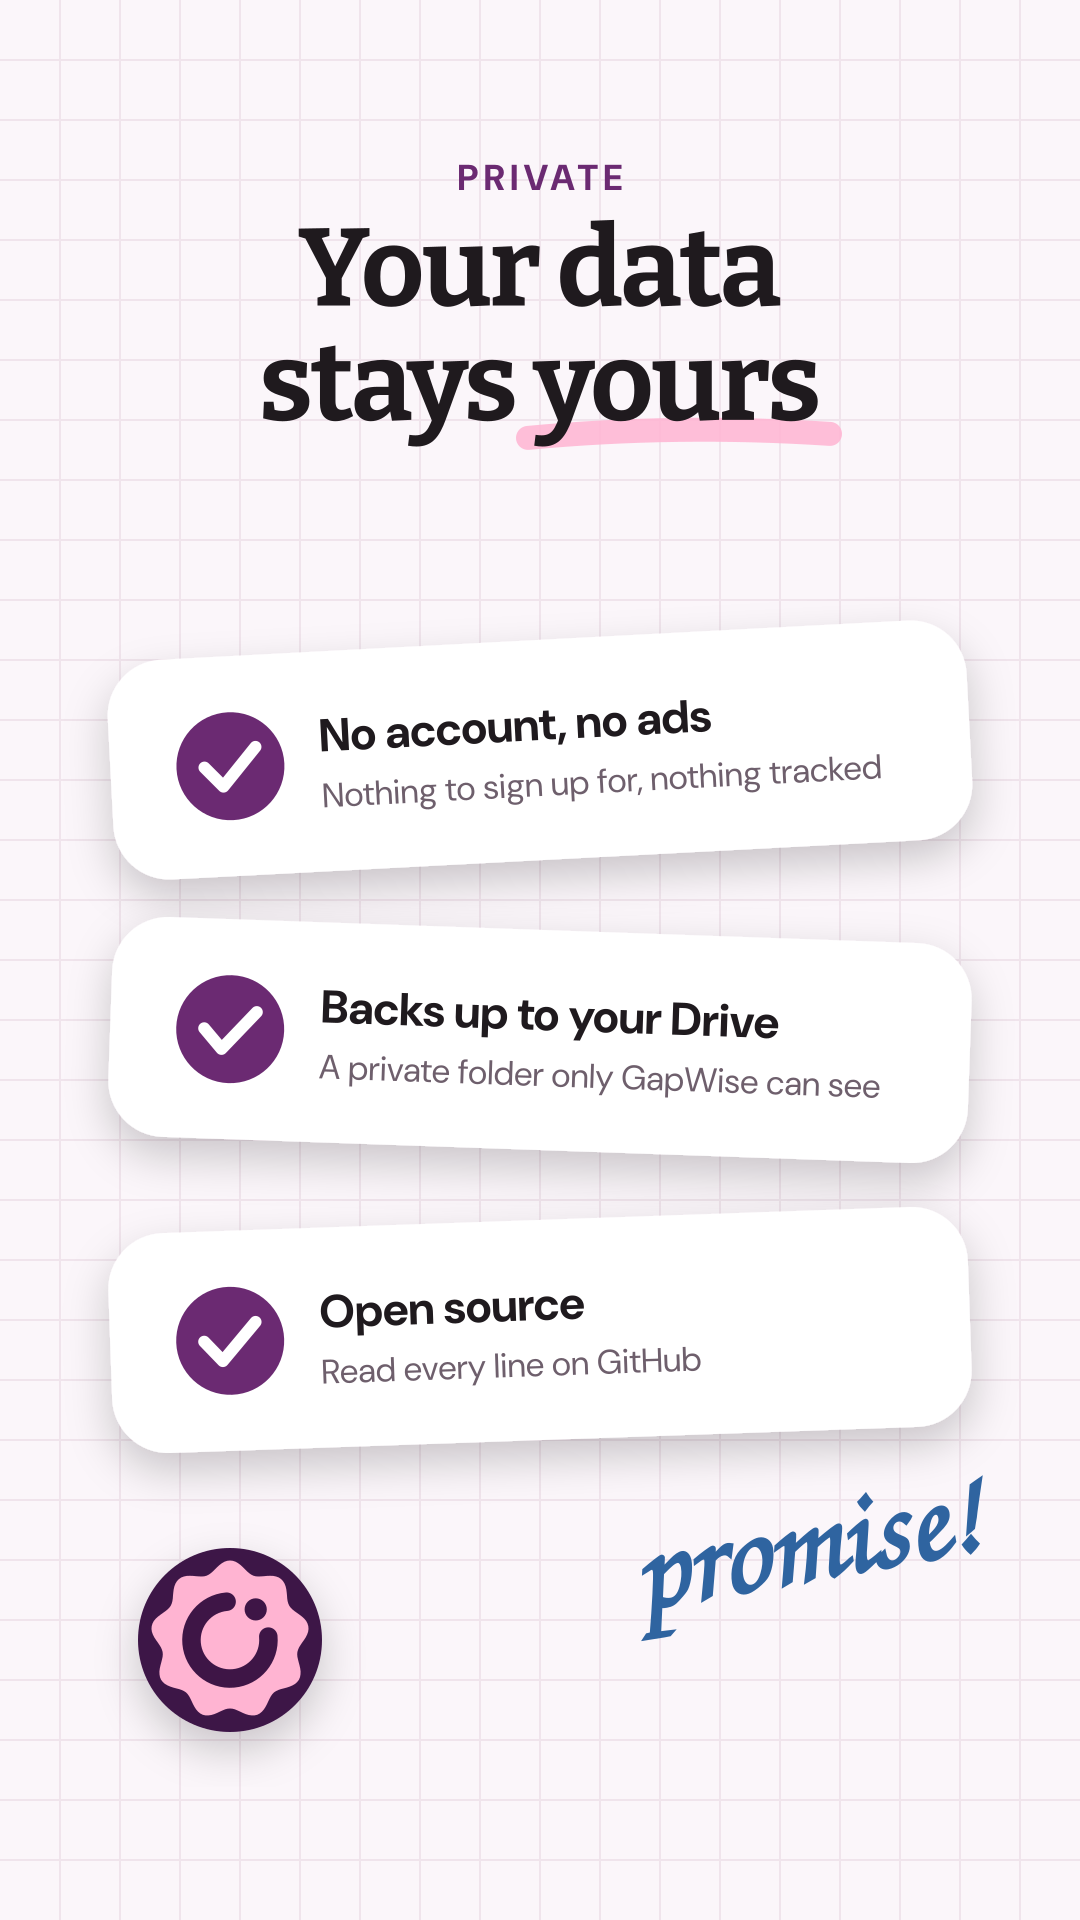 PRIVATE
Your data
stays yours
No account, no ads
Nothing to sign up for, nothing tracked
Backs up to your Drive
A private folder only GapWise can see
Open source
Read every line on GitHub
promise!